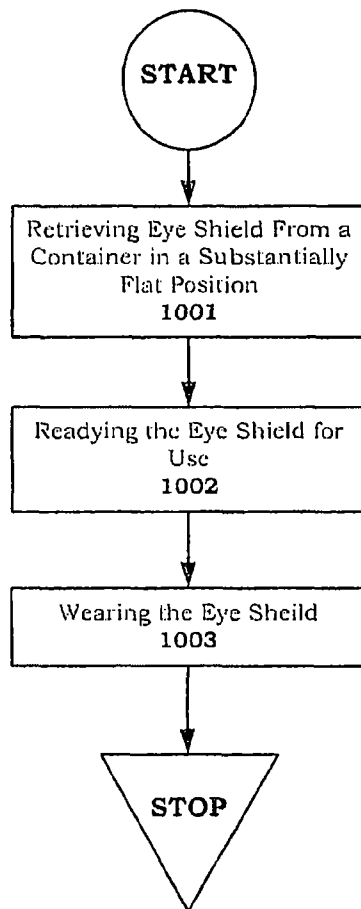 START
Retrieving Eye Shield From a
Container in a Substantially
Flat Position
1001
Readying the Eye Shield for
Use
1002
Wearing the Eye Sheild
1003
STOP